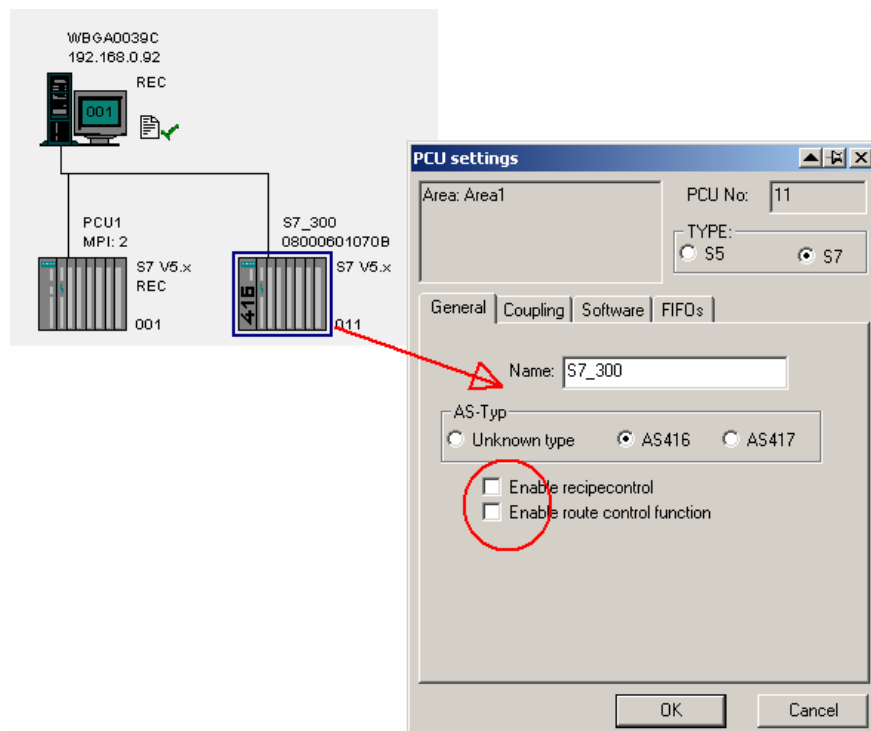 WBGA0039C
192.168.0.92
REC
001
PCU1
MPI: 2
S7 V5.x
REC
001
S7_300
08000601070B
S7 V5.x
416
011
PCU settings
Area: Area1
PCU No: 11
TYPE:
S5 S7
General Coupling Software FIFOs
Name: S7_300
AS-Typ
Unknown type AS416 AS417
Enable recipecontrol
Enable route control function
OK Cancel